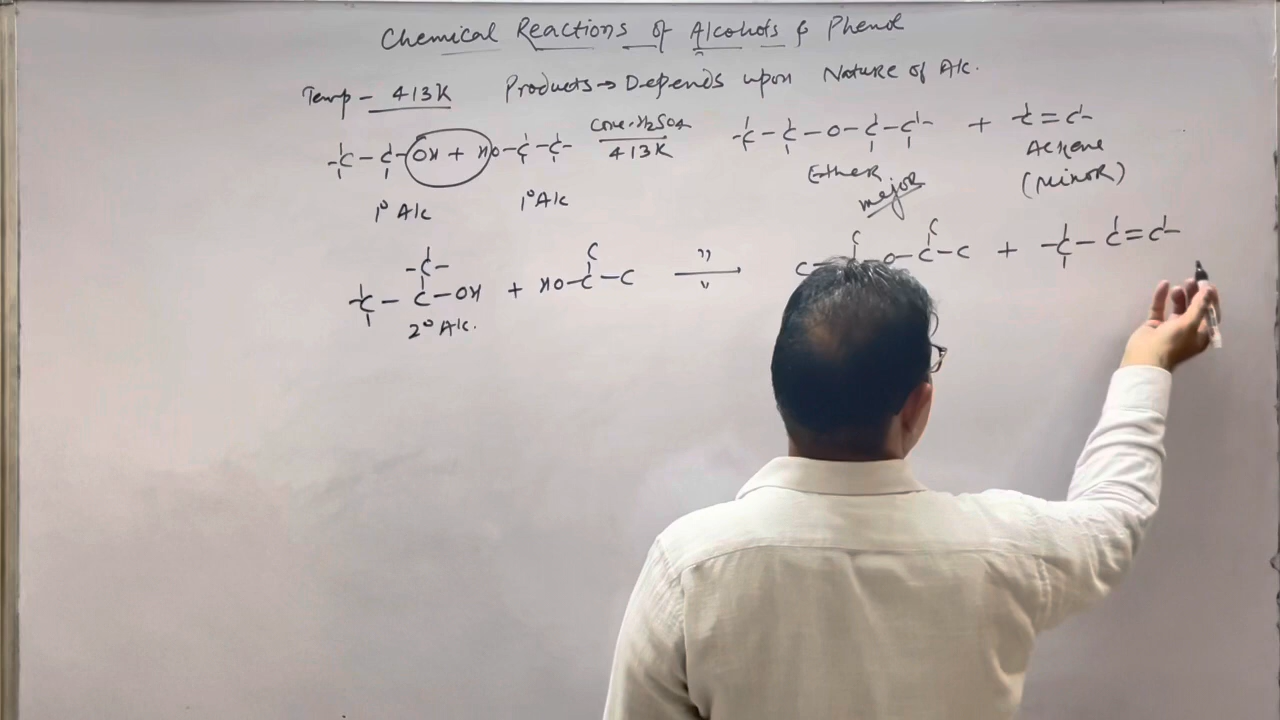 Chemical Reactions of Alcohols & Phenol
Temp - 413K Products → Depends upon Nature of Alc.
-C-C-OH + HO-C-C- conc. H2SO4 413K -C-C-O-C-C- + -C=C-
1° Alc 1° Alc Ether major Alkene (Minor)
-C-
-C-C-OH + HO-C-C C " " C- O-C-C C C + -C-C=C-
2° Alc.